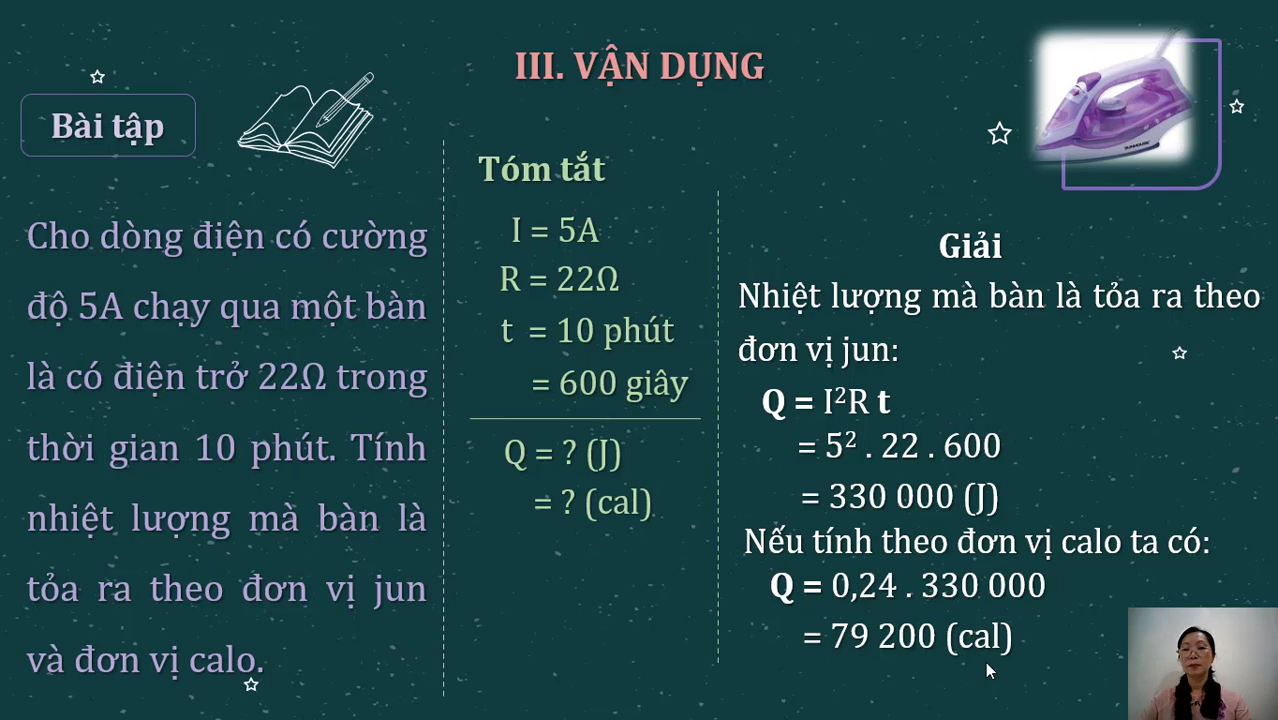 III. VẬN DỤNG
Bài tập
Cho dòng điện có cường
độ 5A chạy qua một bàn
là có điện trở 22Ω trong
thời gian 10 phút. Tính
nhiệt lượng mà bàn là
tỏa ra theo đơn vị jun
và đơn vị calo.
Tóm tắt
I = 5A
R = 22Ω
t = 10 phút
= 600 giây
Q = ? (J)
= ? (cal)
SUNHOUSE
Giải
Nhiệt lượng mà bàn là tỏa ra theo
đơn vị jun:
Q = I²R t
= 5² . 22 . 600
= 330 000 (J)
Nếu tính theo đơn vị calo ta có:
Q = 0,24 . 330 000
= 79 200 (cal)